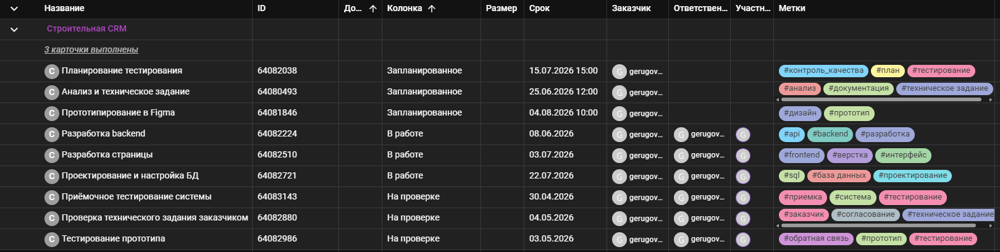 Название ID До... Колонка Размер Срок Заказчик Ответствен... Участн... Метки
Строительная CRM
3 карточки выполнены
C Планирование тестирования 64082038 Запланированное 15.07.2026 15:00 G gerugov... #контроль_качества #план #тестирование
C Анализ и техническое задание 64080493 Запланированное 25.06.2026 12:00 G gerugov... #анализ #документация #техническое задание
C Прототипирование в Figma 64081846 Запланированное 04.08.2026 10:00 G gerugov... #дизайн #прототип
C Разработка backend 64082224 В работе 08.06.2026 G gerugov... G gerugov... G #api #backend #разработка
C Разработка страницы 64082510 В работе 03.07.2026 G gerugov... G gerugov... G #frontend #верстка #интерфейс
C Проектирование и настройка БД 64082721 В работе 22.07.2026 G gerugov... G gerugov... G #sql #база данных #проектирование
C Приёмочное тестирование системы 64083143 На проверке 30.04.2026 G gerugov... G gerugov... G #приемка #система #тестирование
C Проверка технического задания заказчиком 64082880 На проверке 04.05.2026 G gerugov... G gerugov... G #заказчик #согласование #техническое задание
C Тестирование прототипа 64082986 На проверке 03.05.2026 G gerugov... G gerugov... G #обратная связь #прототип #тестирование